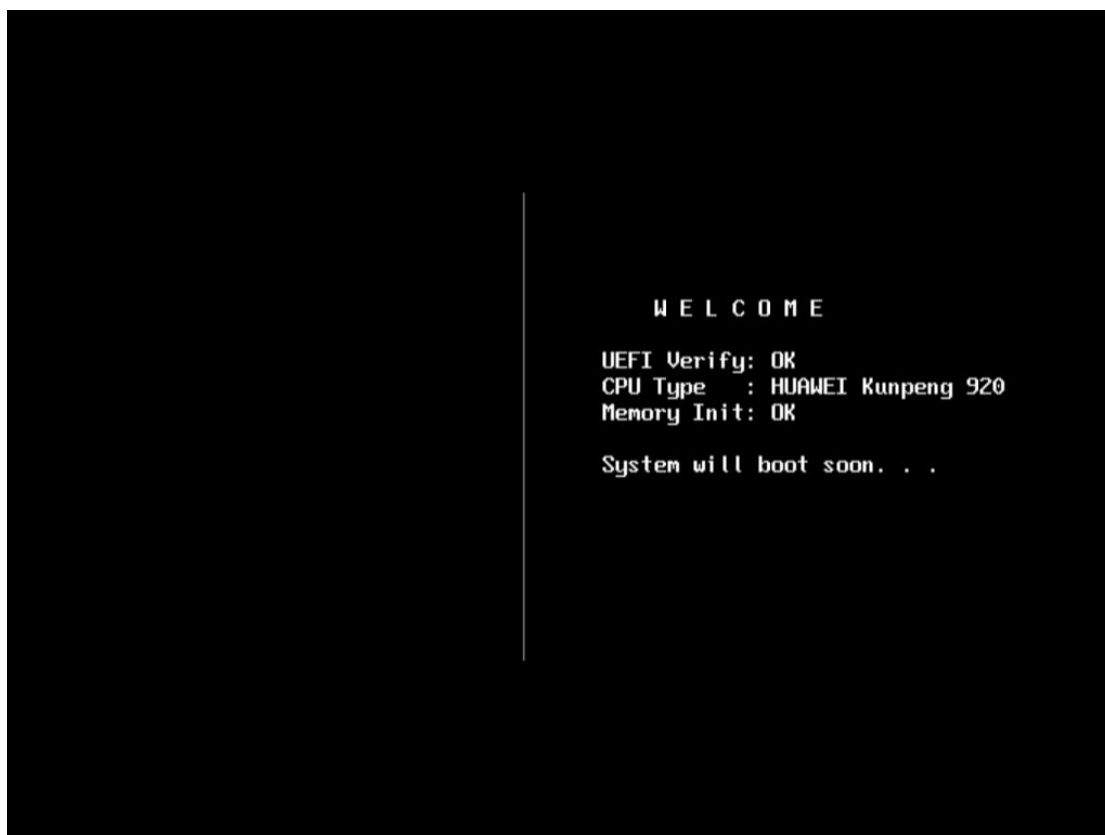 W E L C O M E
UEFI Verify: OK
CPU Type   : HUAWEI Kunpeng 920
Memory Init: OK
System will boot soon. . .